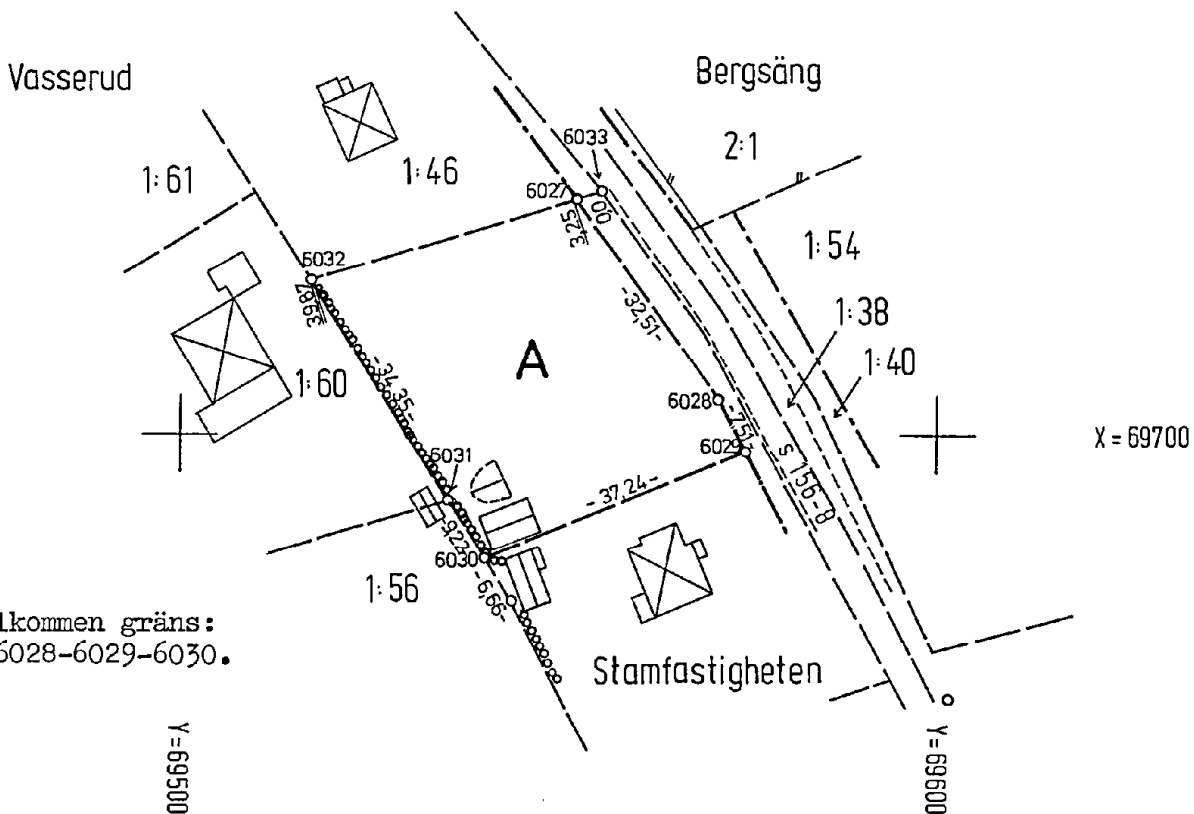 Vasserud
Bergsäng
6033
2:1
1:61
1:46
6027
0,00
3,25
1:54
6032
39,87
-32,51-
1:38
A
-34,35-
1:40
1:60
6028
-7,51-
X = 69700
6029
s 156-8
6031
-37,24-
-9,22-
6030
1:56
-6,66-
lkommen gräns:
6028-6029-6030.
Stamfastigheten
Y = 69500
Y = 69600